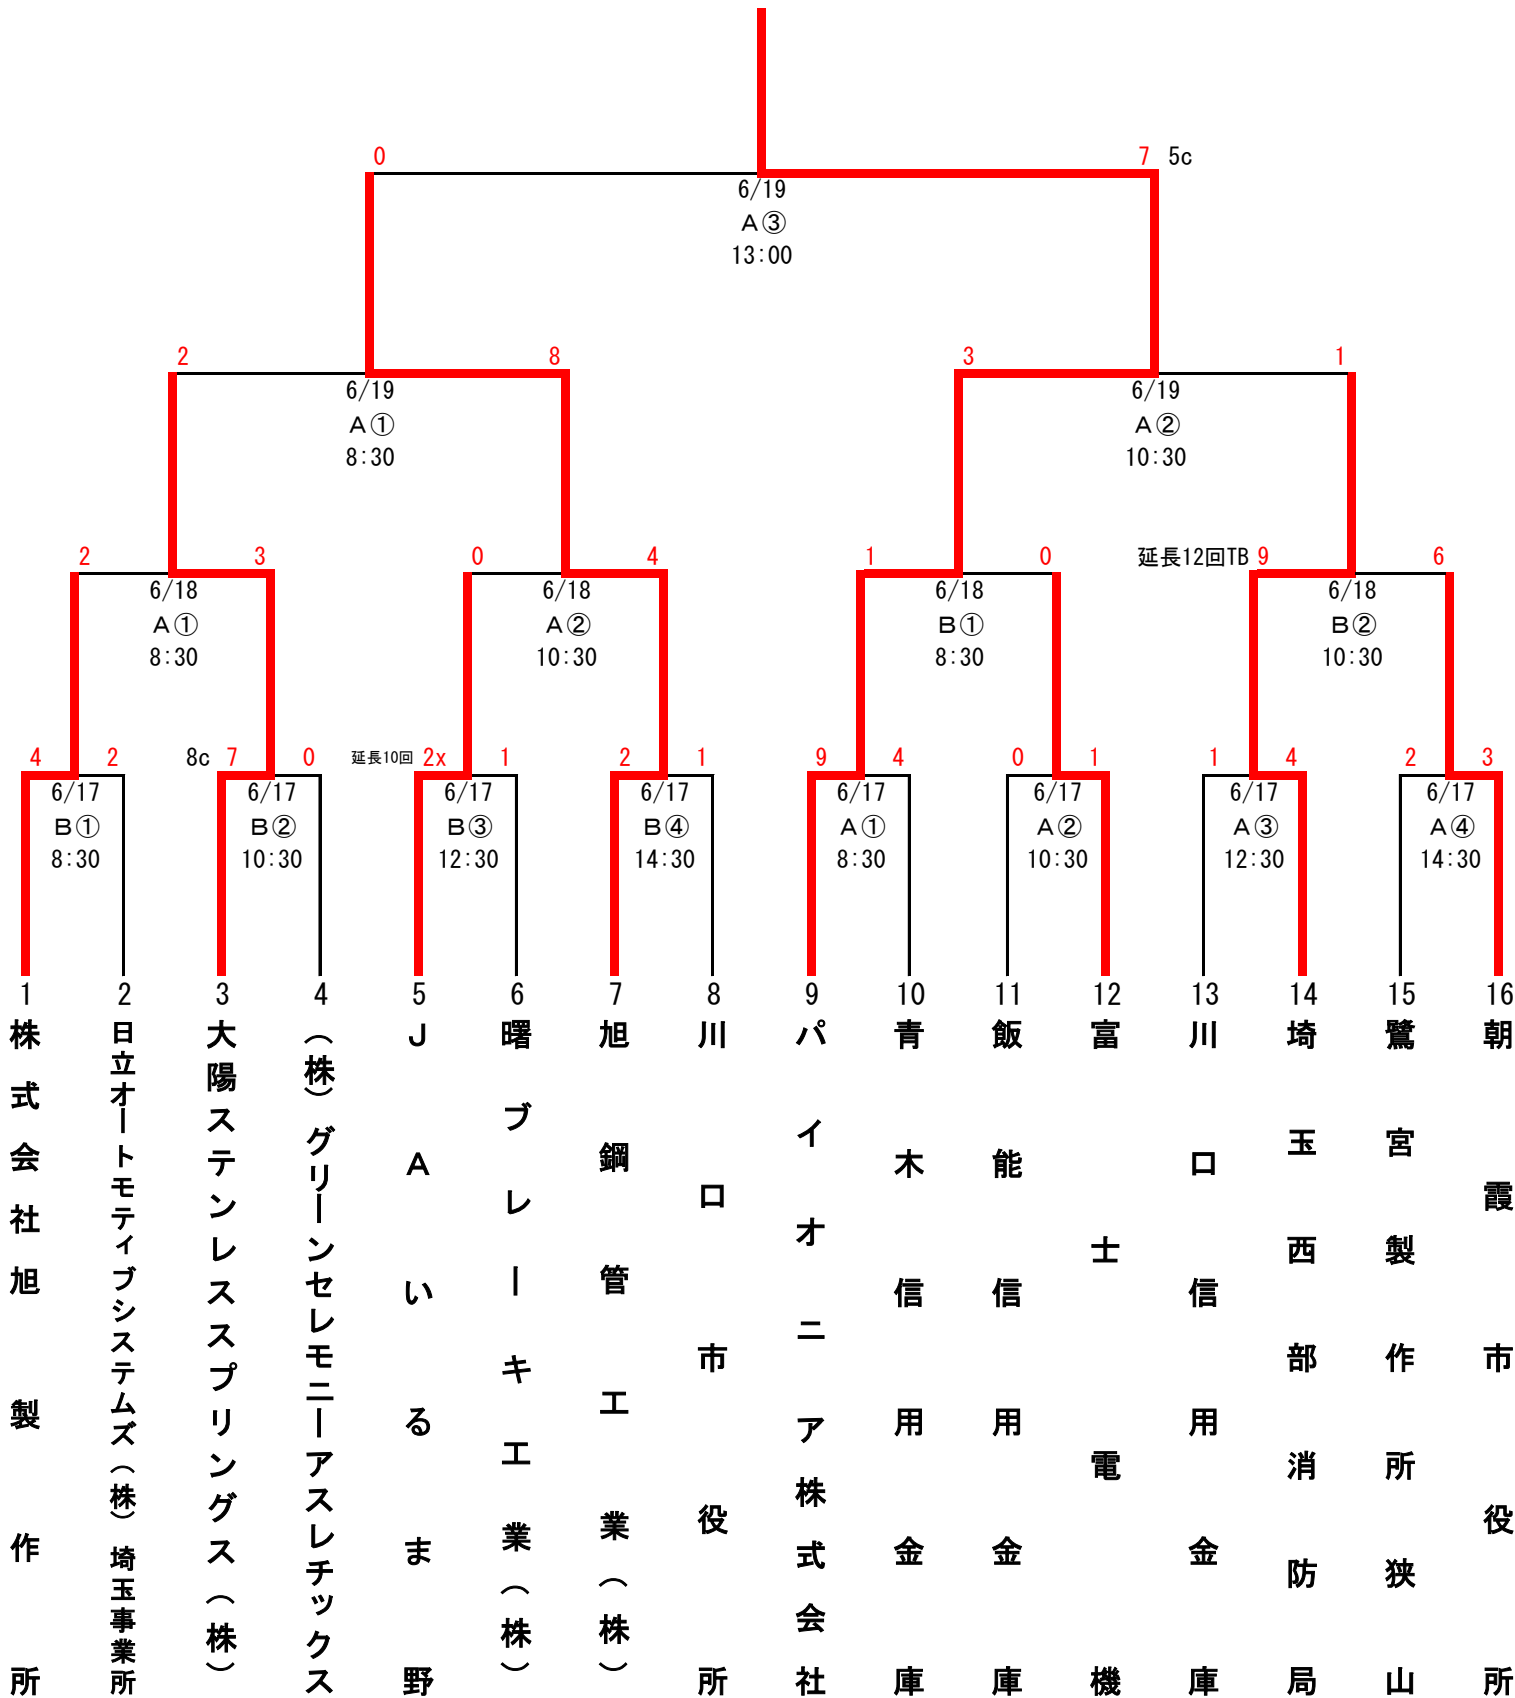 0 7 5c
6/19
A③
13:00
2 8 3 1
6/19 6/19
A① A②
8:30 10:30
2 3 0 4 1 0 延長12回TB 9 6
6/18 6/18 6/18 6/18
A① A② B① B②
8:30 10:30 8:30 10:30
4 2 8c 7 0 延長10回 2x 1 2 1 9 4 0 1 1 4 2 3
6/17 6/17 6/17 6/17 6/17 6/17 6/17 6/17
B① B② B③ B④ A① A② A③ A④
8:30 10:30 12:30 14:30 8:30 10:30 12:30 14:30
1 2 3 4 5 6 7 8 9 10 11 12 13 14 15 16
株式会社旭製作所
日立オートモティブシステムズ(株)埼玉事業所
大陽ステンレススプリングス(株)
(株)グリーンセレモニーアスレチックス
JAいるま野
曙ブレーキ工業(株)
旭鋼管工業(株)
川口市役所
パイオニア株式会社
青木信用金庫
飯能信用金庫
富士電機
川口信用金庫
埼玉西部消防局
鷺宮製作所狭山
朝霞市役所